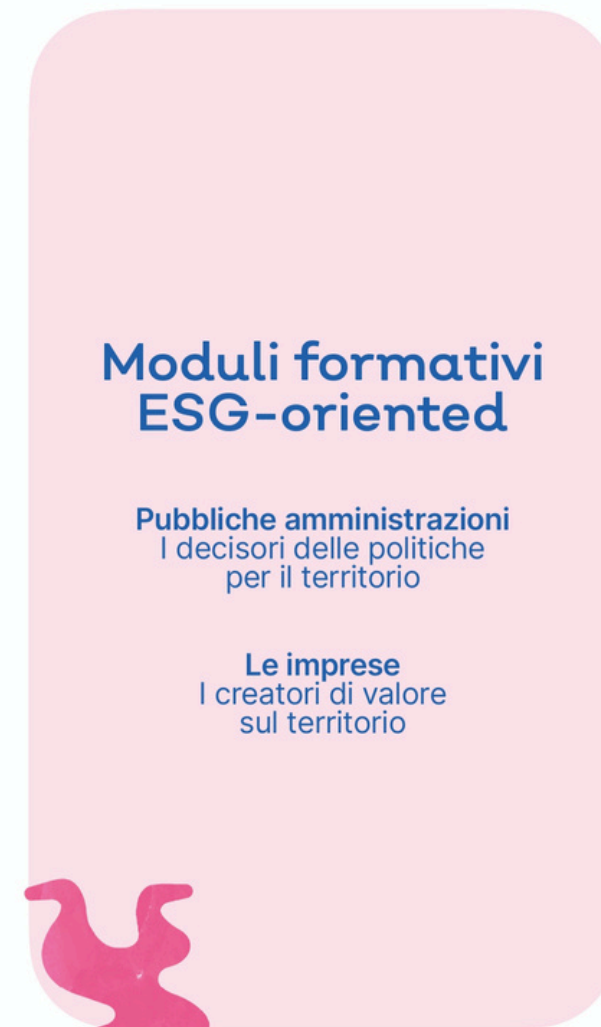 Moduli formativi
ESG-oriented
Pubbliche amministrazioni
I decisori delle politiche
per il territorio
Le imprese
I creatori di valore
sul territorio